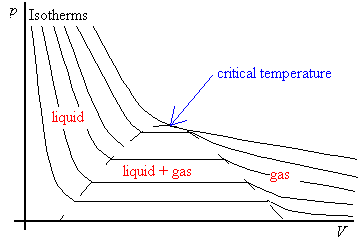 p
Isotherms
critical temperature
liquid
liquid + gas
gas
V